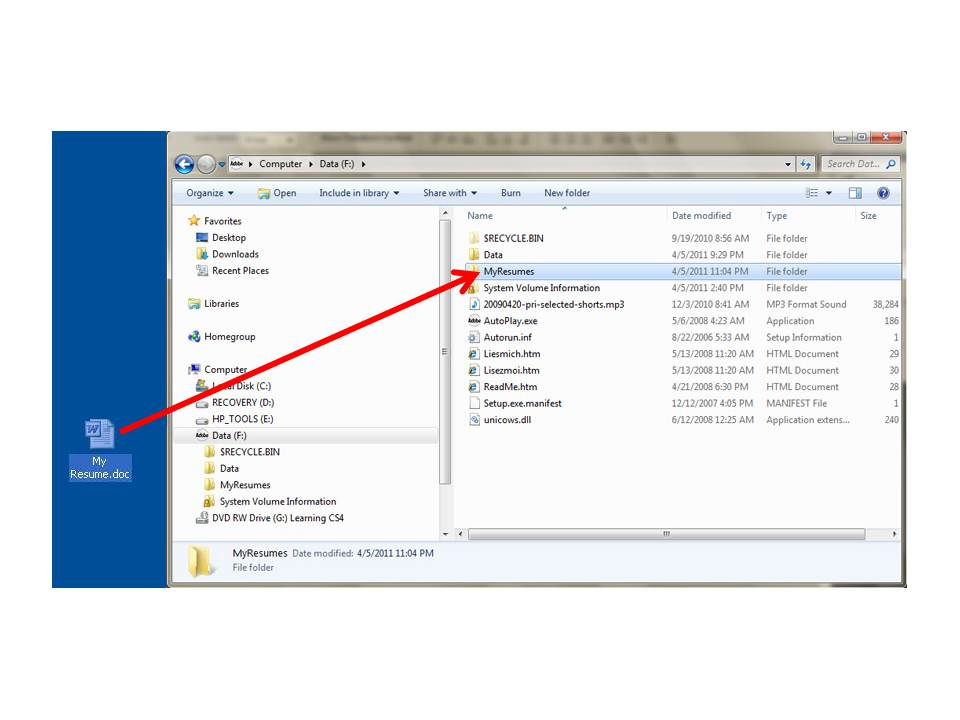 Adobe Computer Data (F:) Search Dat...
Organize Open Include in library Share with Burn New folder
Favorites
Desktop
Downloads
Recent Places
Libraries
Homegroup
Computer
Local Disk (C:)
RECOVERY (D:)
HP_TOOLS (E:)
Adobe Data (F:)
$RECYCLE.BIN
Data
MyResumes
System Volume Information
DVD RW Drive (G:) Learning CS4
Name Date modified Type Size
$RECYCLE.BIN 9/19/2010 8:56 AM File folder
Data 4/5/2011 9:29 PM File folder
MyResumes 4/5/2011 11:04 PM File folder
System Volume Information 4/5/2011 2:40 PM File folder
20090420-pri-selected-shorts.mp3 12/3/2010 8:41 AM MP3 Format Sound 38,284
Adobe AutoPlay.exe 5/6/2008 4:23 AM Application 186
Autorun.inf 8/22/2006 5:33 AM Setup Information 1
Liesmich.htm 5/13/2008 11:20 AM HTML Document 29
Lisezmoi.htm 5/13/2008 11:20 AM HTML Document 30
ReadMe.htm 4/21/2008 6:30 PM HTML Document 28
Setup.exe.manifest 12/12/2007 4:05 PM MANIFEST File 1
unicows.dll 6/12/2008 12:25 AM Application extens... 240
My
Resume.doc
MyResumes Date modified: 4/5/2011 11:04 PM
File folder